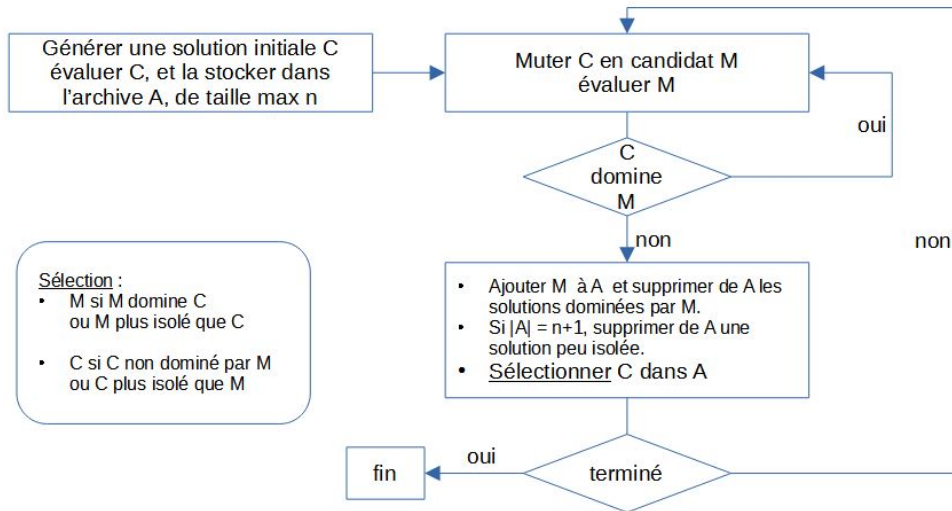 Générer une solution initiale C
évaluer C, et la stocker dans
l'archive A, de taille max n
Muter C en candidat M
évaluer M
oui
C
domine
M
non
non
Sélection :
• M si M domine C
ou M plus isolé que C
• C si C non dominé par M
ou C plus isolé que M
• Ajouter M à A et supprimer de A les
solutions dominées par M.
• Si |A| = n+1, supprimer de A une
solution peu isolée.
• Sélectionner C dans A
fin
oui
terminé